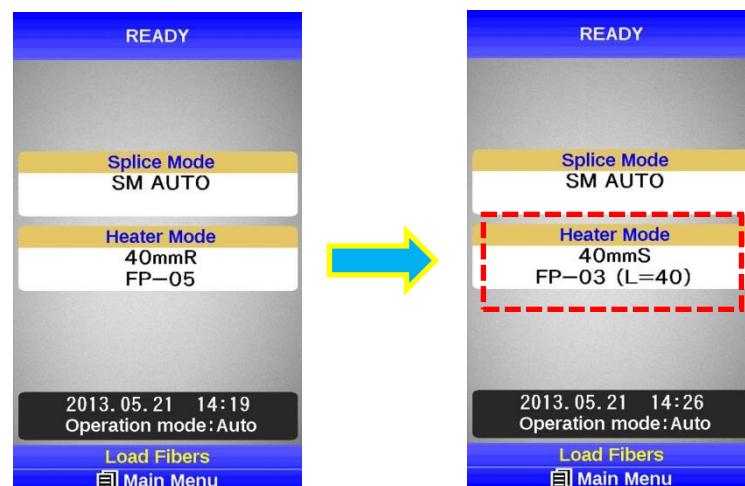 READY
Splice Mode
SM AUTO
Heater Mode
40mmR
FP-05
2013.05.21 14:19
Operation mode:Auto
Load Fibers
Main Menu
READY
Splice Mode
SM AUTO
Heater Mode
40mmS
FP-03 (L=40)
2013.05.21 14:26
Operation mode:Auto
Load Fibers
Main Menu